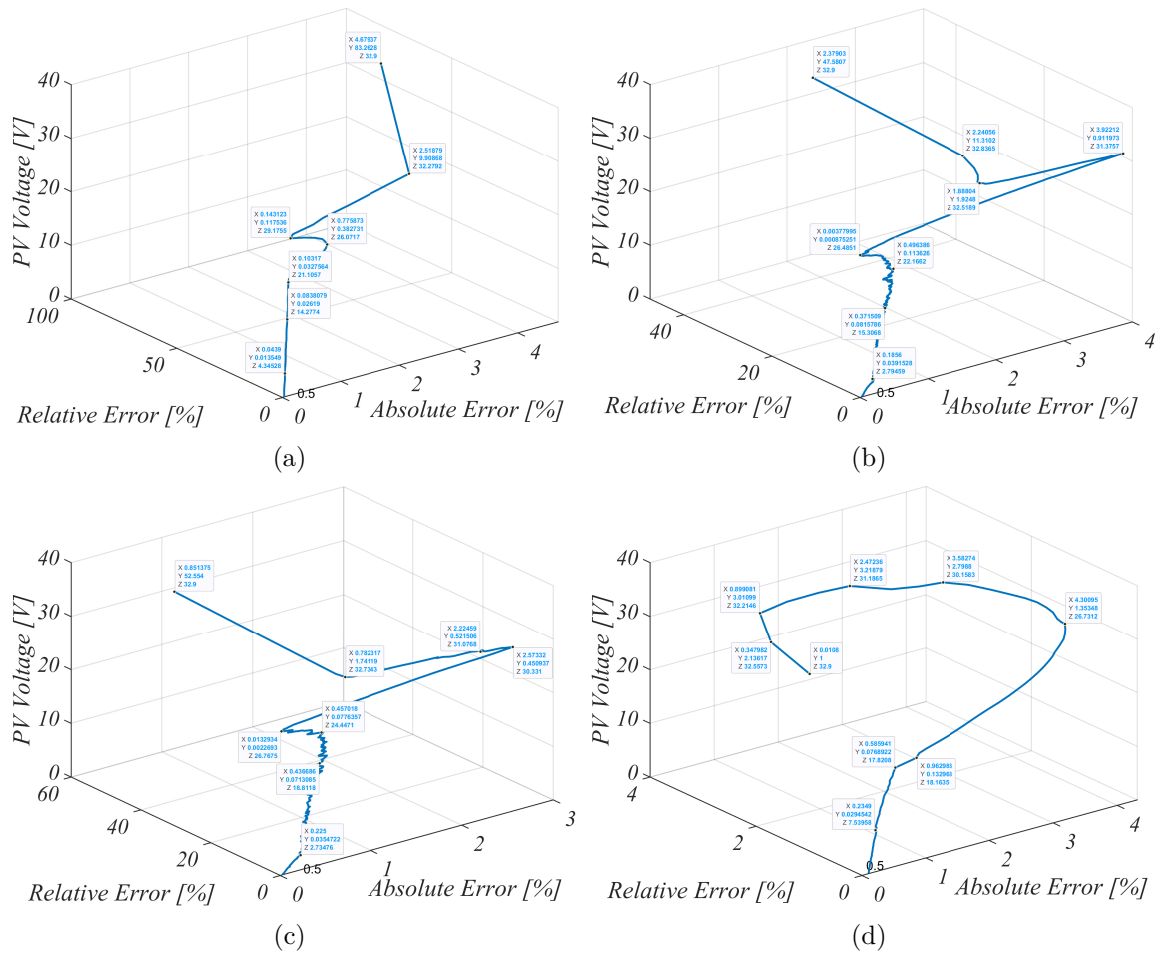 40
30
20
10
0
PV Voltage [V]
100
50
0
Relative Error [%]
0
0.5
1
2
3
4
Absolute Error [%]
X 4.67537
Y 83.2628
Z 32.9
X 2.51879
Y 9.90868
Z 32.2792
X 0.143123
Y 0.117536
Z 29.1755
X 0.775873
Y 0.382731
Z 26.0717
X 0.10317
Y 0.0327564
Z 21.1057
X 0.0838079
Y 0.02619
Z 14.2774
X 0.0439
Y 0.013549
Z 4.34526
(a)
40
30
20
10
0
PV Voltage [V]
40
20
0
Relative Error [%]
0
0.5
1
2
3
4
Absolute Error [%]
X 2.37903
Y 47.5807
Z 32.9
X 2.24056
Y 11.3102
Z 32.8365
X 3.92212
Y 0.911973
Z 31.3757
X 1.88804
Y 1.9248
Z 32.5189
X 0.00377995
Y 0.000875251
Z 26.4851
X 0.496386
Y 0.113626
Z 22.1662
X 0.371509
Y 0.0815786
Z 15.3068
X 0.1856
Y 0.0391528
Z 2.79459
(b)
40
30
20
10
0
PV Voltage [V]
60
40
20
0
Relative Error [%]
0
0.5
1
2
3
Absolute Error [%]
X 0.851375
Y 52.554
Z 32.9
X 0.782317
Y 1.74119
Z 32.7343
X 2.22459
Y 0.521506
Z 31.0768
X 2.57332
Y 0.450937
Z 30.331
X 0.457018
Y 0.0776357
Z 24.4471
X 0.0132934
Y 0.0022693
Z 26.7675
X 0.436686
Y 0.0713065
Z 18.8118
X 0.225
Y 0.0354722
Z 2.73476
(c)
40
30
20
10
0
PV Voltage [V]
4
2
0
Relative Error [%]
0
0.5
1
2
3
4
Absolute Error [%]
X 2.47236
Y 3.21879
Z 31.1865
X 3.58274
Y 2.7988
Z 30.1583
X 0.899081
Y 3.01099
Z 32.2146
X 4.30095
Y 1.35348
Z 26.7312
X 0.347982
Y 2.13617
Z 32.5573
X 0.0106
Y 1
Z 32.9
X 0.585941
Y 0.0768922
Z 17.8208
X 0.962983
Y 0.132968
Z 18.1635
X 0.2349
Y 0.0294542
Z 7.53958
(d)